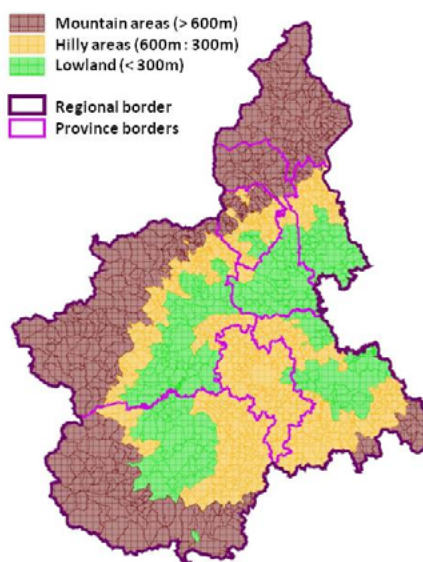 Mountain areas (> 600m)
Hilly areas (600m : 300m)
Lowland (< 300m)
Regional border
Province borders